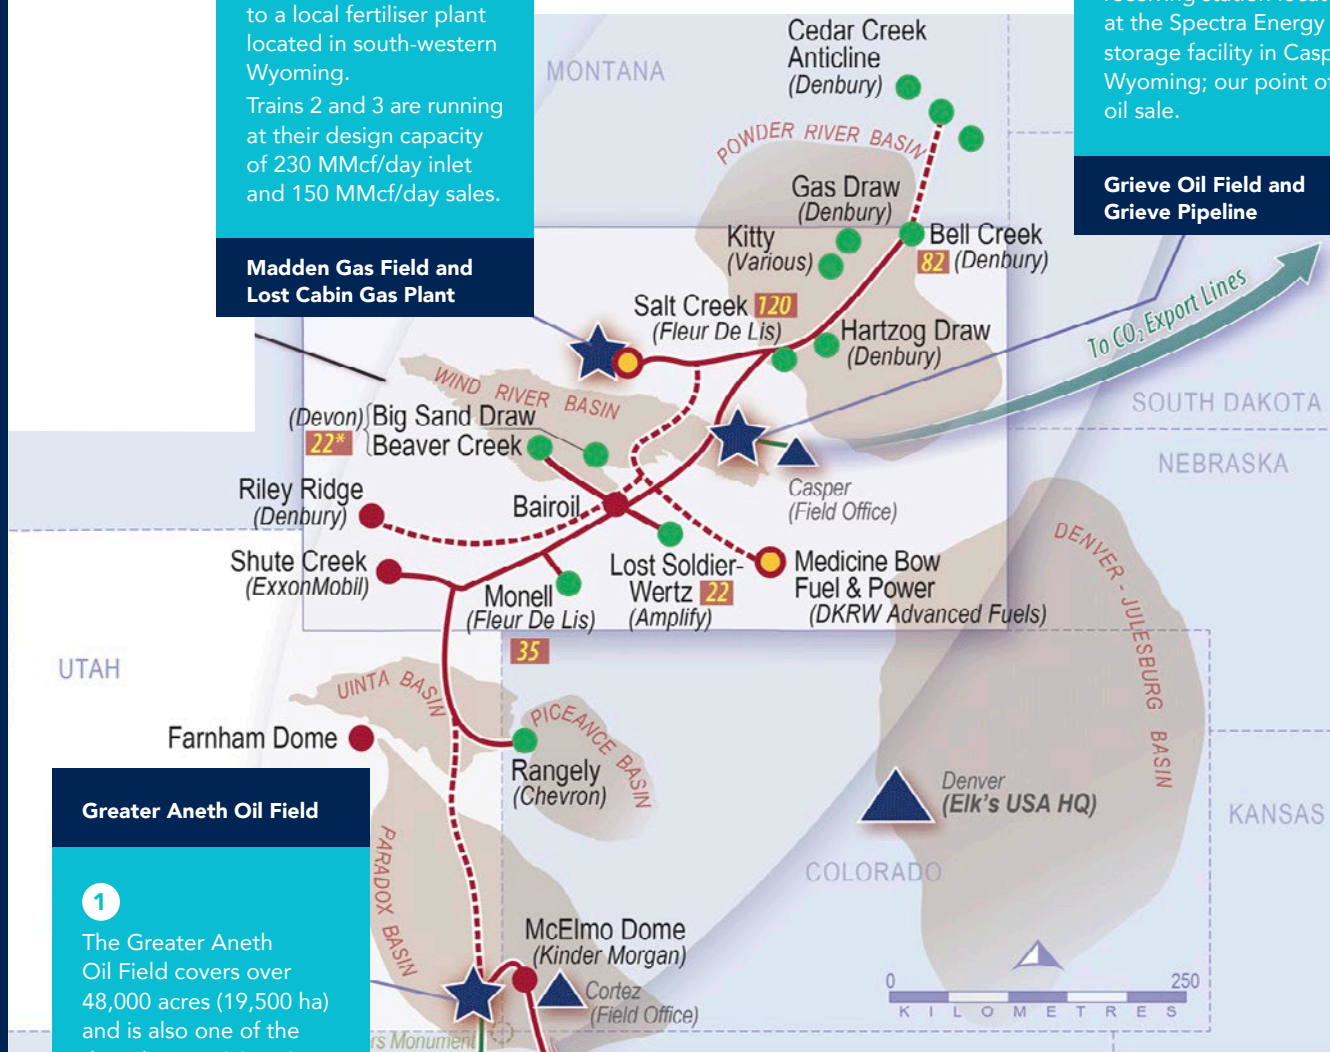 to a local fertiliser plant
located in south-western
Wyoming.
Trains 2 and 3 are running
at their design capacity
of 230 MMcf/day inlet
and 150 MMcf/day sales.
Madden Gas Field and
Lost Cabin Gas Plant
at the Spectra Energy
storage facility in Casp
Wyoming; our point of
oil sale.
Grieve Oil Field and
Grieve Pipeline
MONTANA
Cedar Creek
Anticline
(Denbury)
POWDER RIVER BASIN
Gas Draw
(Denbury)
Kitty
(Various)
Bell Creek
82 (Denbury)
Salt Creek 120
(Fleur De Lis)
Hartzog Draw
(Denbury)
To CO2 Export Lines
WIND RIVER BASIN
SOUTH DAKOTA
NEBRASKA
(Devon) Big Sand Draw
22* Beaver Creek
Casper
(Field Office)
Riley Ridge
(Denbury)
Bairoil
Shute Creek
(ExxonMobil)
Monell
(Fleur De Lis)
35
Lost Soldier-
Wertz 22
(Amplify)
Medicine Bow
Fuel & Power
(DKRW Advanced Fuels)
DENVER - JULESBURG BASIN
UTAH
UINTA BASIN
PICEANCE BASIN
Farnham Dome
Rangely
(Chevron)
Denver
(Elk's USA HQ)
KANSAS
COLORADO
Greater Aneth Oil Field
1
The Greater Aneth
Oil Field covers over
48,000 acres (19,500 ha)
and is also one of the
PARADOX BASIN
McElmo Dome
(Kinder Morgan)
Cortez
(Field Office)
rs Monument
0 250
KILOMETRES